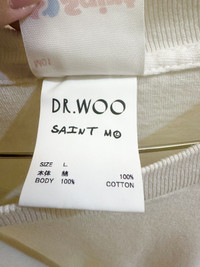 DR.WOO
SAINT M
SIZE L
本体 綿 100%
BODY 100% COTTON